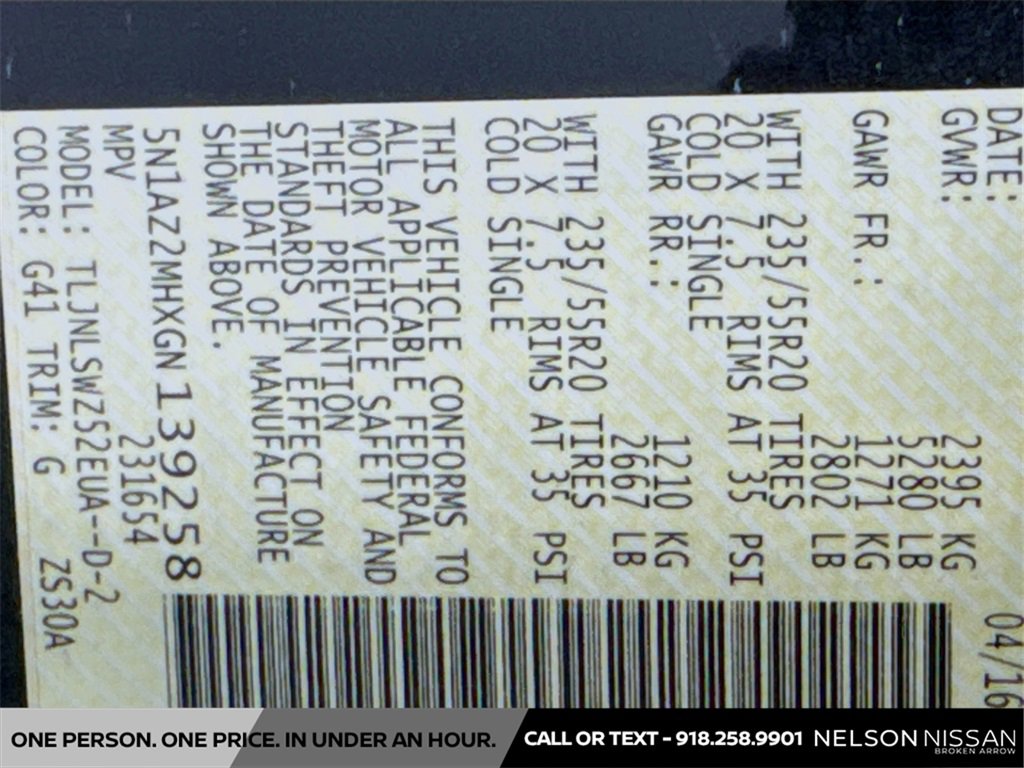 DATE: 04/16
GVWR: 2395 KG
5280 LB
GAWR FR.: 1271 KG
2802 LB
WITH 235/55R20 TIRES
20 X 7.5 RIMS AT 35 PSI
COLD SINGLE
GAWR RR.: 1210 KG
2667 LB
WITH 235/55R20 TIRES
20 X 7.5 RIMS AT 35 PSI
COLD SINGLE
THIS VEHICLE CONFORMS TO
ALL APPLICABLE FEDERAL
MOTOR VEHICLE SAFETY AND
THEFT PREVENTION
STANDARDS IN EFFECT ON
THE DATE OF MANUFACTURE
SHOWN ABOVE.
5N1AZ2MHXGN139258
MPV 231654
MODEL: TLJNLSWZ52EUA--D-2
COLOR: G41 TRIM: G ZS30A
ONE PERSON. ONE PRICE. IN UNDER AN HOUR.
CALL OR TEXT - 918.258.9901
NELSON NISSAN
BROKEN ARROW